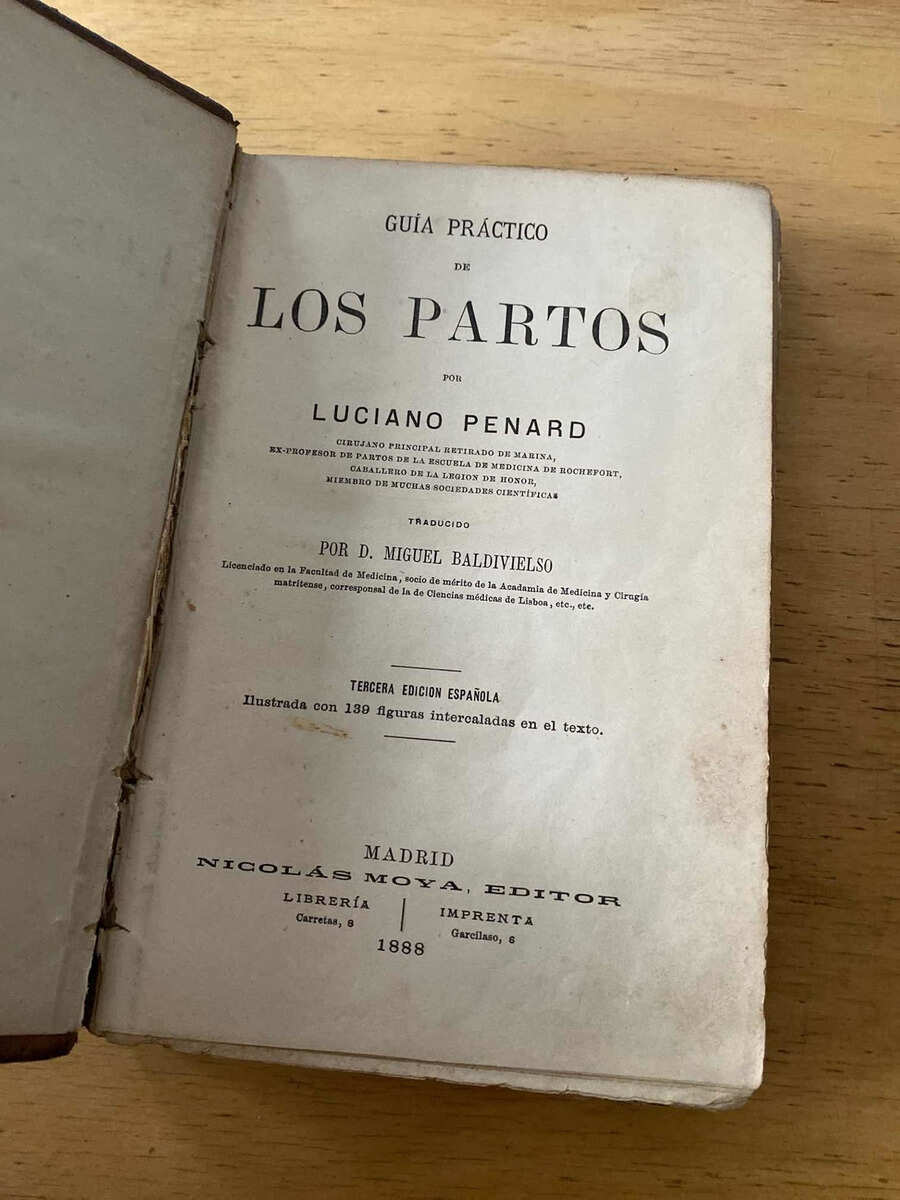 GUÍA PRÁCTICO
DE
LOS PARTOS
POR
LUCIANO PENARD
CIRUJANO PRINCIPAL RETIRADO DE MARINA,
EX-PROFESOR DE PARTOS DE LA ESCUELA DE MEDICINA DE ROCHEFORT,
CABALLERO DE LA LEGION DE HONOR,
MIEMBRO DE MUCHAS SOCIEDADES CIENTÍFICAS
TRADUCIDO
POR D. MIGUEL BALDIVIELSO
Licenciado en la Facultad de Medicina, socio de mérito de la Acadamia de Medicina y Cirugía
matritense, corresponsal de la de Ciencias médicas de Lisboa, etc., etc.
TERCERA EDICION ESPAÑOLA
Ilustrada con 139 figuras intercaladas en el texto.
MADRID
NICOLÁS MOYA, EDITOR
LIBRERÍA
Carretas, 8
IMPRENTA
Garcilaso, 6
1888